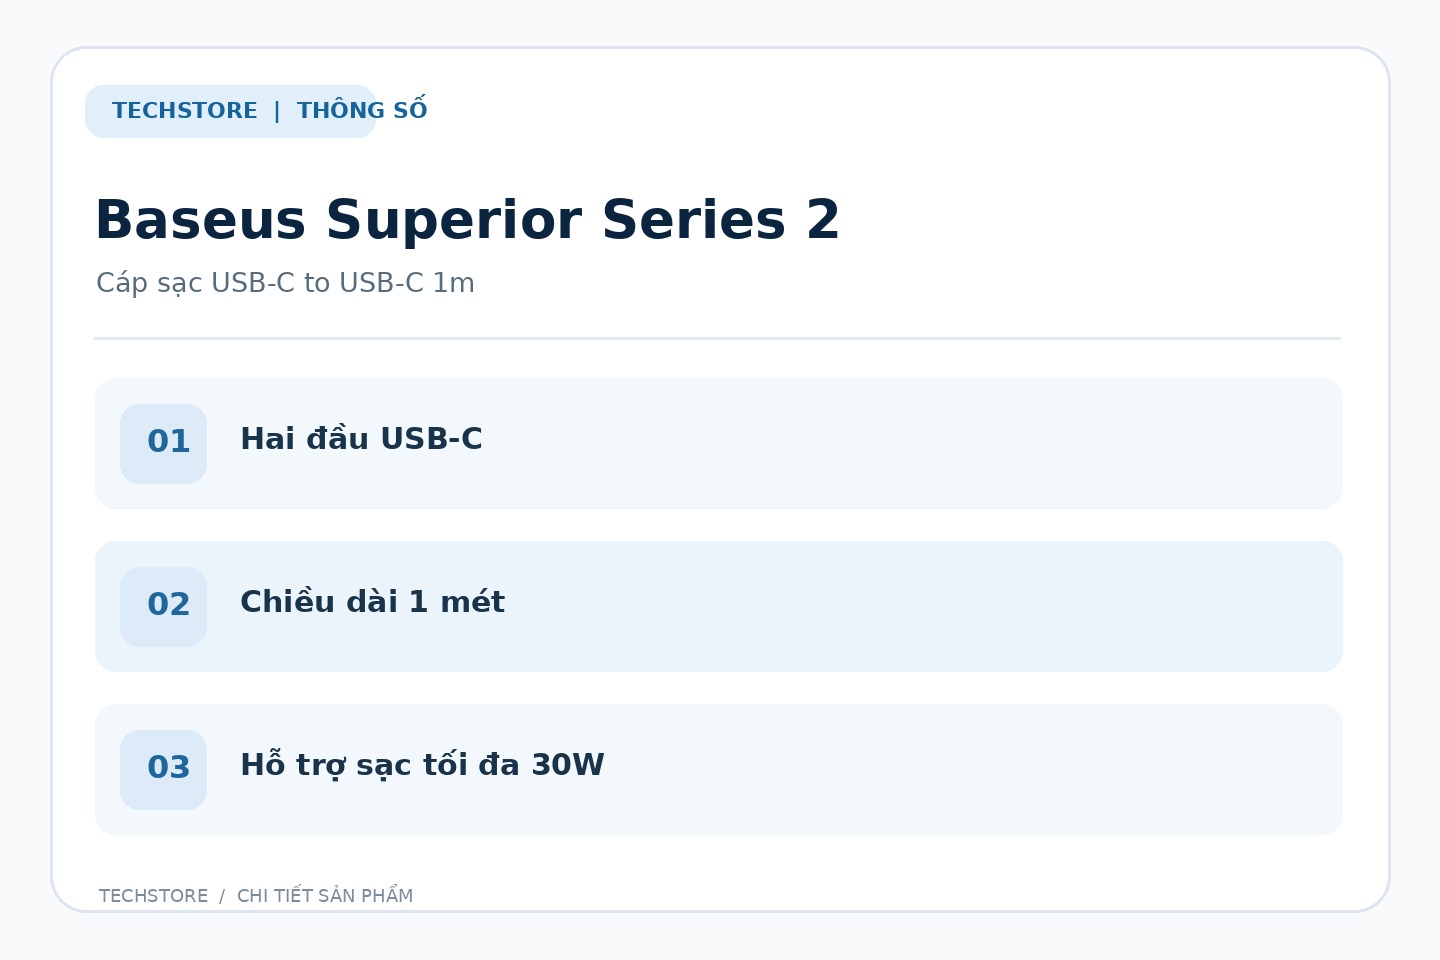 TECHSTORE | THÔNG SỐ
Baseus Superior Series 2
Cáp sạc USB-C to USB-C 1m
01 Hai đầu USB-C
02 Chiều dài 1 mét
03 Hỗ trợ sạc tối đa 30W
TECHSTORE / CHI TIẾT SẢN PHẨM